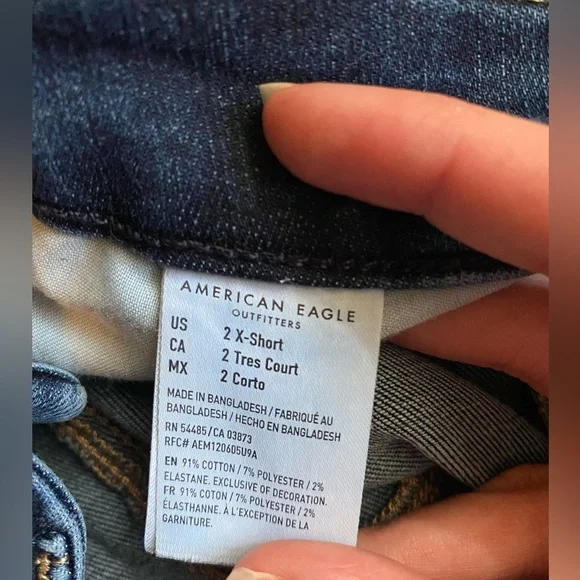 AMERICAN EAGLE
OUTFITTERS
US 2 X-Short
CA 2 Tres Court
MX 2 Corto
MADE IN BANGLADESH / FABRIQUÉ AU
BANGLADESH / HECHO EN BANGLADESH
RN 54485/CA 03873
RFC# AEM120605U9A
EN 91% COTTON / 7% POLYESTER / 2%
ELASTANE. EXCLUSIVE OF DECORATION.
FR 91% COTON / 7% POLYESTER / 2%
ÉLASTHANNE. À L'EXCEPTION DE LA
GARNITURE.